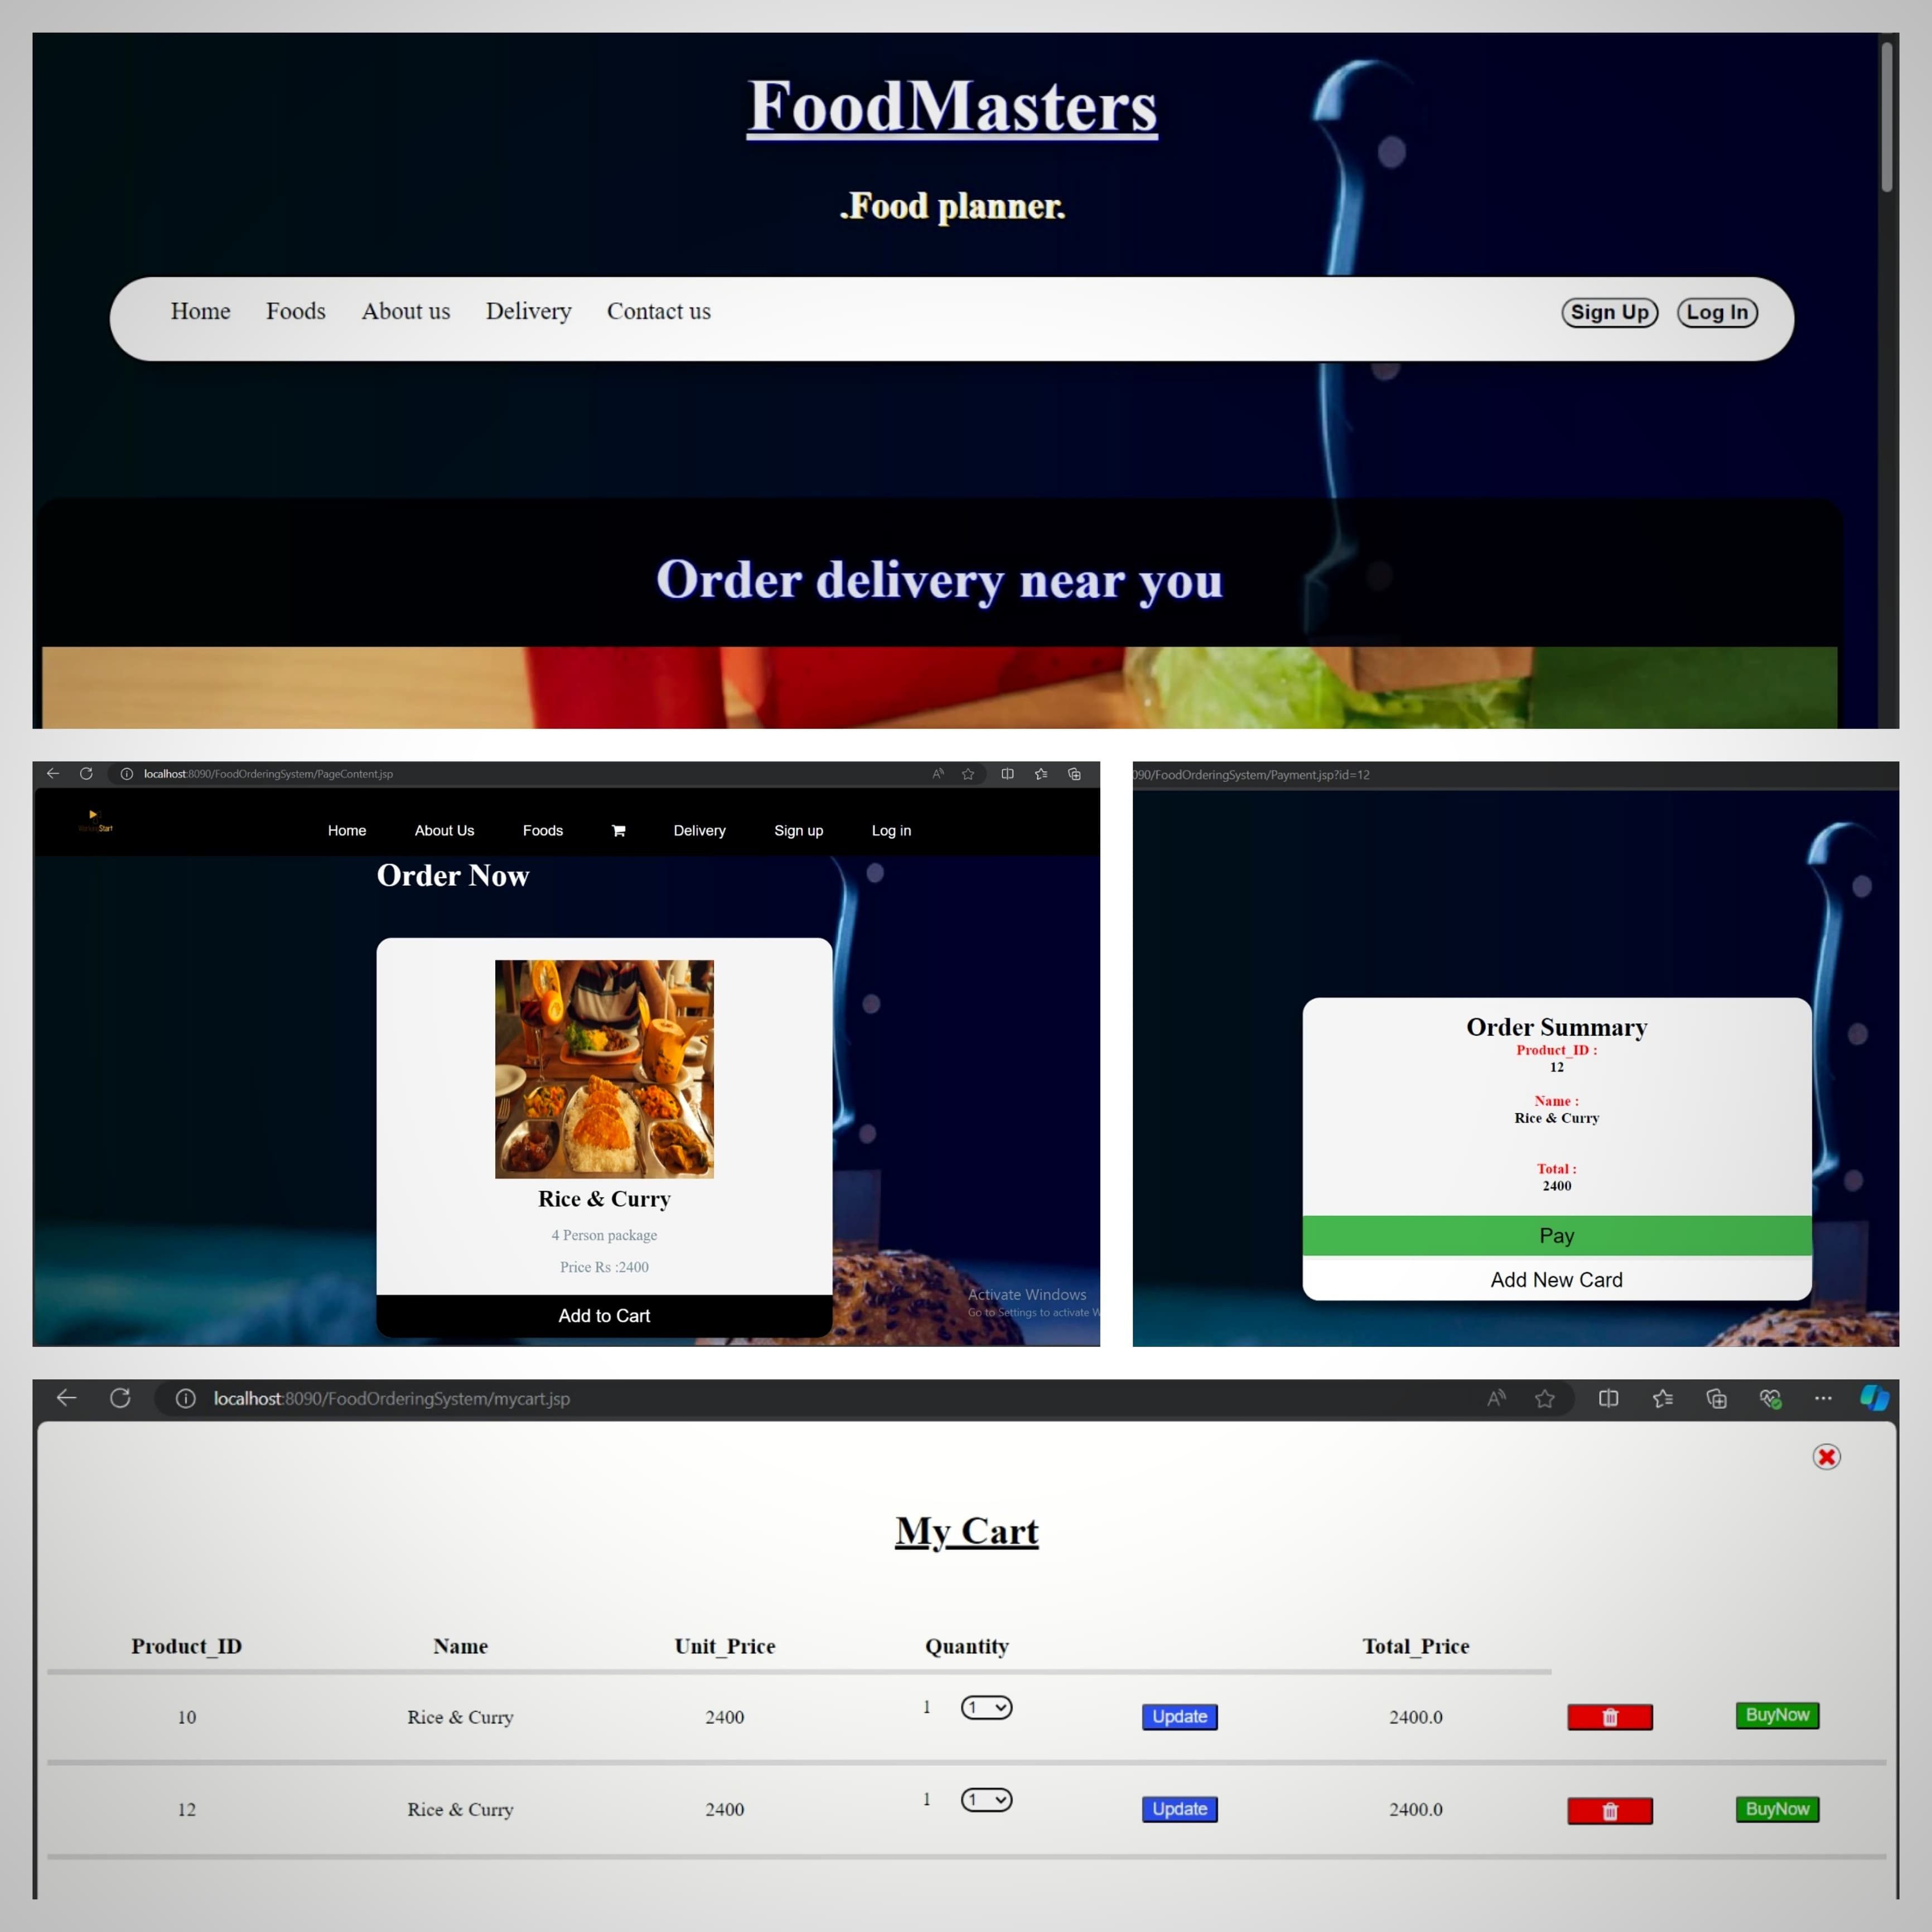 FoodMasters
.Food planner.
Home Foods About us Delivery Contact us Sign Up Log In
Order delivery near you
localhost:8090/FoodOrderingSystem/PageContent.jsp
Start
Home About Us Foods Delivery Sign up Log in
Order Now
Rice & Curry
4 Person package
Price Rs :2400
Add to Cart
Activate Windows
Go to Settings to activate W
090/FoodOrderingSystem/Payment.jsp?id=12
Order Summary
Product_ID :
12
Name :
Rice & Curry
Total :
2400
Pay
Add New Card
localhost:8090/FoodOrderingSystem/mycart.jsp
My Cart
Product_ID Name Unit_Price Quantity Total_Price
10 Rice & Curry 2400 1 1 Update 2400.0 BuyNow
12 Rice & Curry 2400 1 1 Update 2400.0 BuyNow